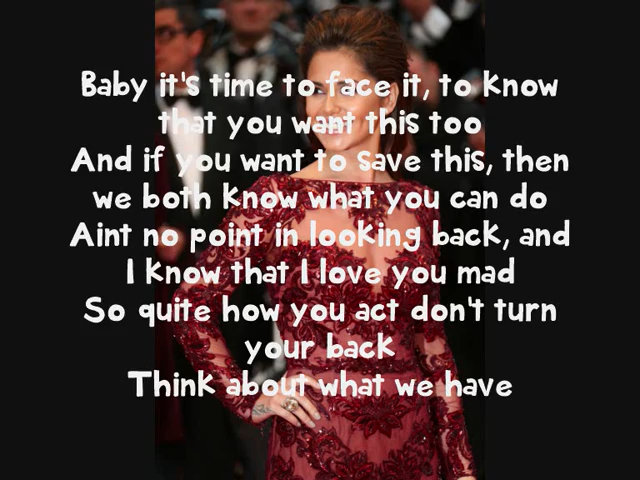 Baby it's time to face it, to know
that you want this too
And if you want to save this, then
we both know what you can do
Aint no point in looking back, and
I know that I love you mad
So quite how you act don't turn
your back
Think about what we have